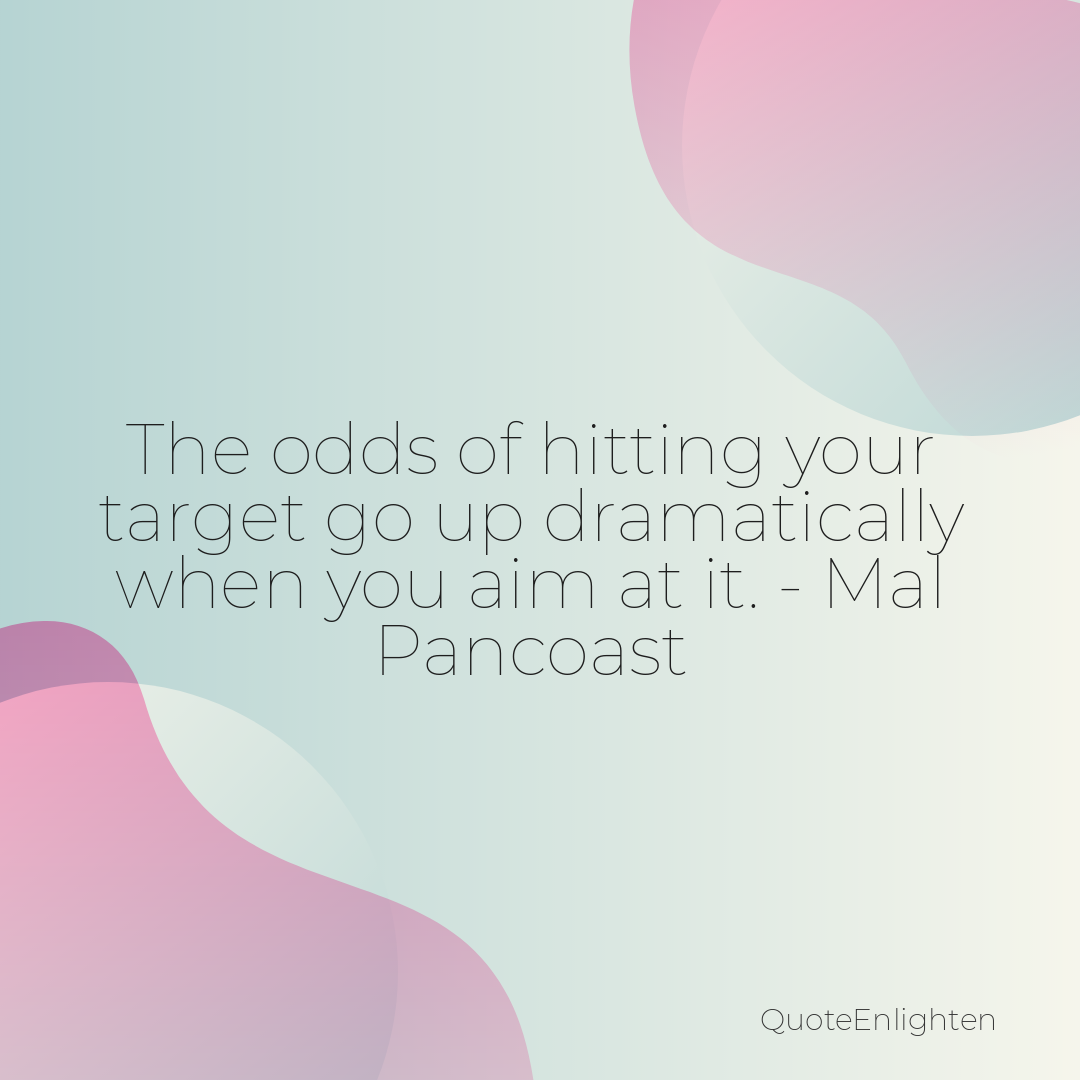 The odds of hitting your
target go up dramatically
when you aim at it. - Mal
Pancoast
QuoteEnlighten